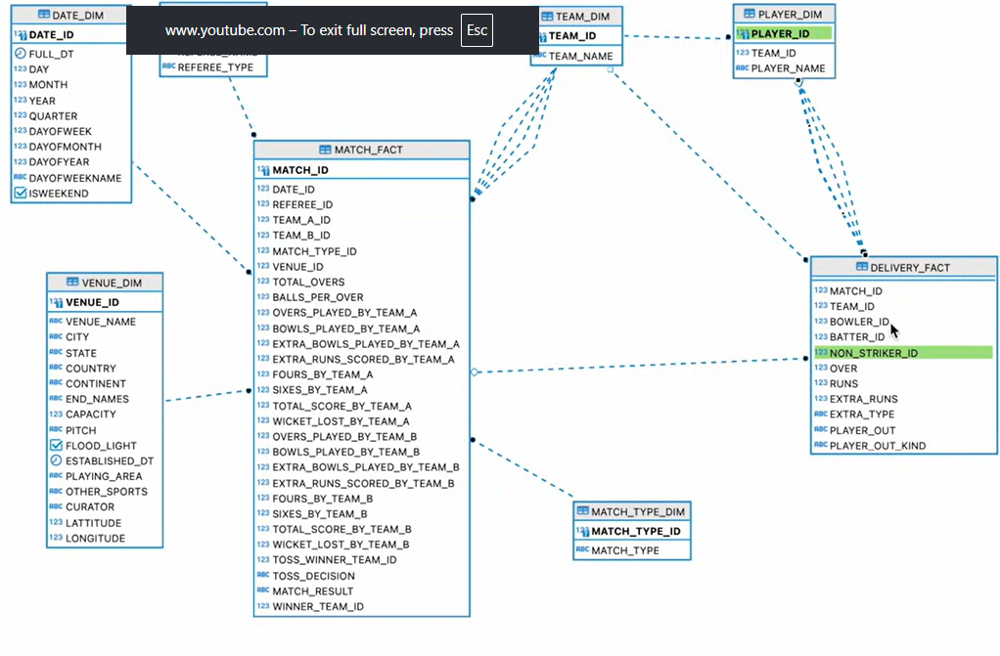 DATE_DIM
DATE_ID
FULL_DT
DAY
MONTH
YEAR
QUARTER
DAYOFWEEK
DAYOFMONTH
DAYOFYEAR
DAYOFWEEKNAME
ISWEEKEND
www.youtube.com – To exit full screen, press Esc
REFEREE_TYPE
TEAM_DIM
TEAM_ID
TEAM_NAME
PLAYER_DIM
PLAYER_ID
TEAM_ID
PLAYER_NAME
MATCH_FACT
MATCH_ID
DATE_ID
REFEREE_ID
TEAM_A_ID
TEAM_B_ID
MATCH_TYPE_ID
VENUE_ID
TOTAL_OVERS
BALLS_PER_OVER
OVERS_PLAYED_BY_TEAM_A
BOWLS_PLAYED_BY_TEAM_A
EXTRA_BOWLS_PLAYED_BY_TEAM_A
EXTRA_RUNS_SCORED_BY_TEAM_A
FOURS_BY_TEAM_A
SIXES_BY_TEAM_A
TOTAL_SCORE_BY_TEAM_A
WICKET_LOST_BY_TEAM_A
OVERS_PLAYED_BY_TEAM_B
BOWLS_PLAYED_BY_TEAM_B
EXTRA_BOWLS_PLAYED_BY_TEAM_B
EXTRA_RUNS_SCORED_BY_TEAM_B
FOURS_BY_TEAM_B
SIXES_BY_TEAM_B
TOTAL_SCORE_BY_TEAM_B
WICKET_LOST_BY_TEAM_B
TOSS_WINNER_TEAM_ID
TOSS_DECISION
MATCH_RESULT
WINNER_TEAM_ID
VENUE_DIM
VENUE_ID
VENUE_NAME
CITY
STATE
COUNTRY
CONTINENT
END_NAMES
CAPACITY
PITCH
FLOOD_LIGHT
ESTABLISHED_DT
PLAYING_AREA
OTHER_SPORTS
CURATOR
LATTITUDE
LONGITUDE
DELIVERY_FACT
MATCH_ID
TEAM_ID
BOWLER_ID
BATTER_ID
NON_STRIKER_ID
OVER
RUNS
EXTRA_RUNS
EXTRA_TYPE
PLAYER_OUT
PLAYER_OUT_KIND
MATCH_TYPE_DIM
MATCH_TYPE_ID
MATCH_TYPE